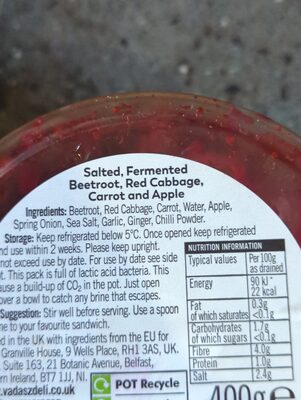 Salted, Fermented
Beetroot, Red Cabbage,
Carrot and Apple
Ingredients: Beetroot, Red Cabbage, Carrot, Water, Apple,
Spring Onion, Sea Salt, Garlic, Ginger, Chilli Powder.
Storage: Keep refrigerated below 5°C. Once opened keep refrigerated
nd use within 2 weeks. Please keep upright.
not exceed use by date. For use by date see side
t. This pack is full of lactic acid bacteria. This
use a build-up of CO2 in the pot. Just open
over a bowl to catch any brine that escapes.
Suggestion: Stir well before serving. Use a spoon
ne to your favourite sandwich.
d in the UK with ingredients from the EU for
Granville House, 9 Wells Place, RH1 3AS, UK.
Suite 163, 21 Botanic Avenue, Belfast,
rn Ireland, BT7 1JJ, NI.
.vadaszdeli.co.uk
POT Recycle
NUTRITION INFORMATION
Typical values Per 100g as drained
Energy 90 kJ 22 kcal
Fat 0.3g
of which saturates <0.1g
Carbohydrates 1.7g
of which sugars <0.1g
Fibre 4.0g
Protein 1.0g
Salt 2.4g
400g e